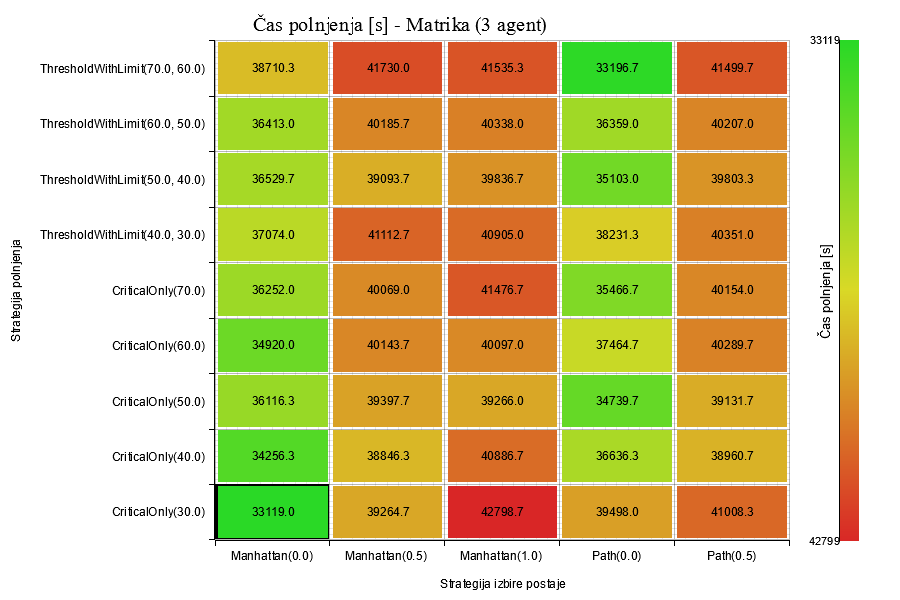 Čas polnjenja [s] - Matrika (3 agent)
33119
ThresholdWithLimit(70.0, 60.0) 38710.3 41730.0 41535.3 33196.7 41499.7
ThresholdWithLimit(60.0, 50.0) 36413.0 40185.7 40338.0 36359.0 40207.0
ThresholdWithLimit(50.0, 40.0) 36529.7 39093.7 39836.7 35103.0 39803.3
ThresholdWithLimit(40.0, 30.0) 37074.0 41112.7 40905.0 38231.3 40351.0
CriticalOnly(70.0) 36252.0 40069.0 41476.7 35466.7 40154.0
CriticalOnly(60.0) 34920.0 40143.7 40097.0 37464.7 40289.7
CriticalOnly(50.0) 36116.3 39397.7 39266.0 34739.7 39131.7
CriticalOnly(40.0) 34256.3 38846.3 40886.7 36636.3 38960.7
CriticalOnly(30.0) 33119.0 39264.7 42798.7 39498.0 41008.3
Strategija polnjenja
Čas polnjenja [s]
42799
Manhattan(0.0) Manhattan(0.5) Manhattan(1.0) Path(0.0) Path(0.5)
Strategija izbire postaje